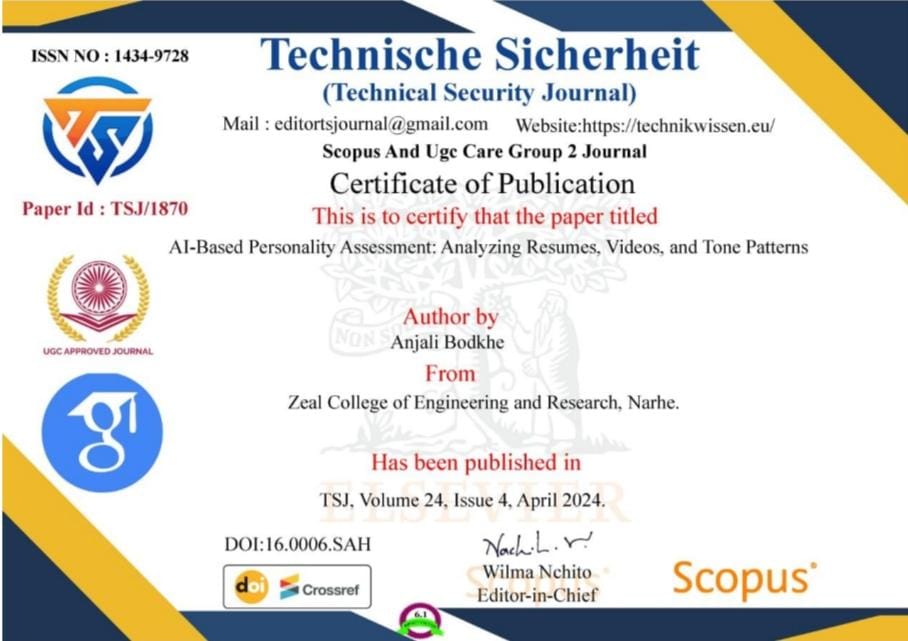 ISSN NO : 1434-9728
Technische Sicherheit
(Technical Security Journal)
Mail : editortsjournal@gmail.com Website:https://technikwissen.eu/
Scopus And Ugc Care Group 2 Journal
Certificate of Publication
Paper Id : TSJ/1870
This is to certify that the paper titled
AI-Based Personality Assessment: Analyzing Resumes, Videos, and Tone Patterns
UGC APPROVED JOURNAL
NON SO
Author by
Anjali Bodkhe
From
Zeal College of Engineering and Research, Narhe.
Has been published in
TSJ, Volume 24, Issue 4, April 2024.
ELSEVIER
DOI:16.0006.SAH
doi Crossref
Wilma Nchito
Editor-in-Chief
Scopus
Scopus
6.1